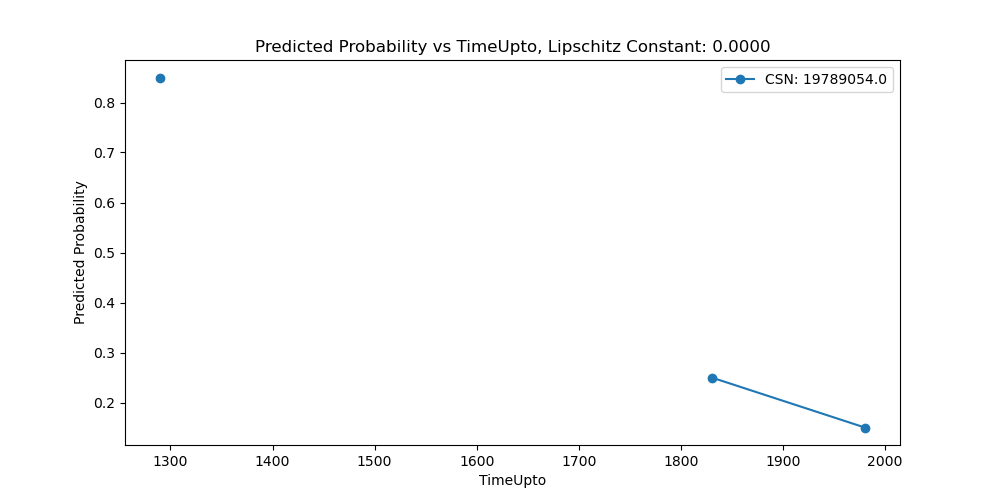 Predicted Probability vs TimeUpto, Lipschitz Constant: 0.0000
CSN: 19789054.0
Predicted Probability
0.8
0.7
0.6
0.5
0.4
0.3
0.2
1300 1400 1500 1600 1700 1800 1900 2000
TimeUpto